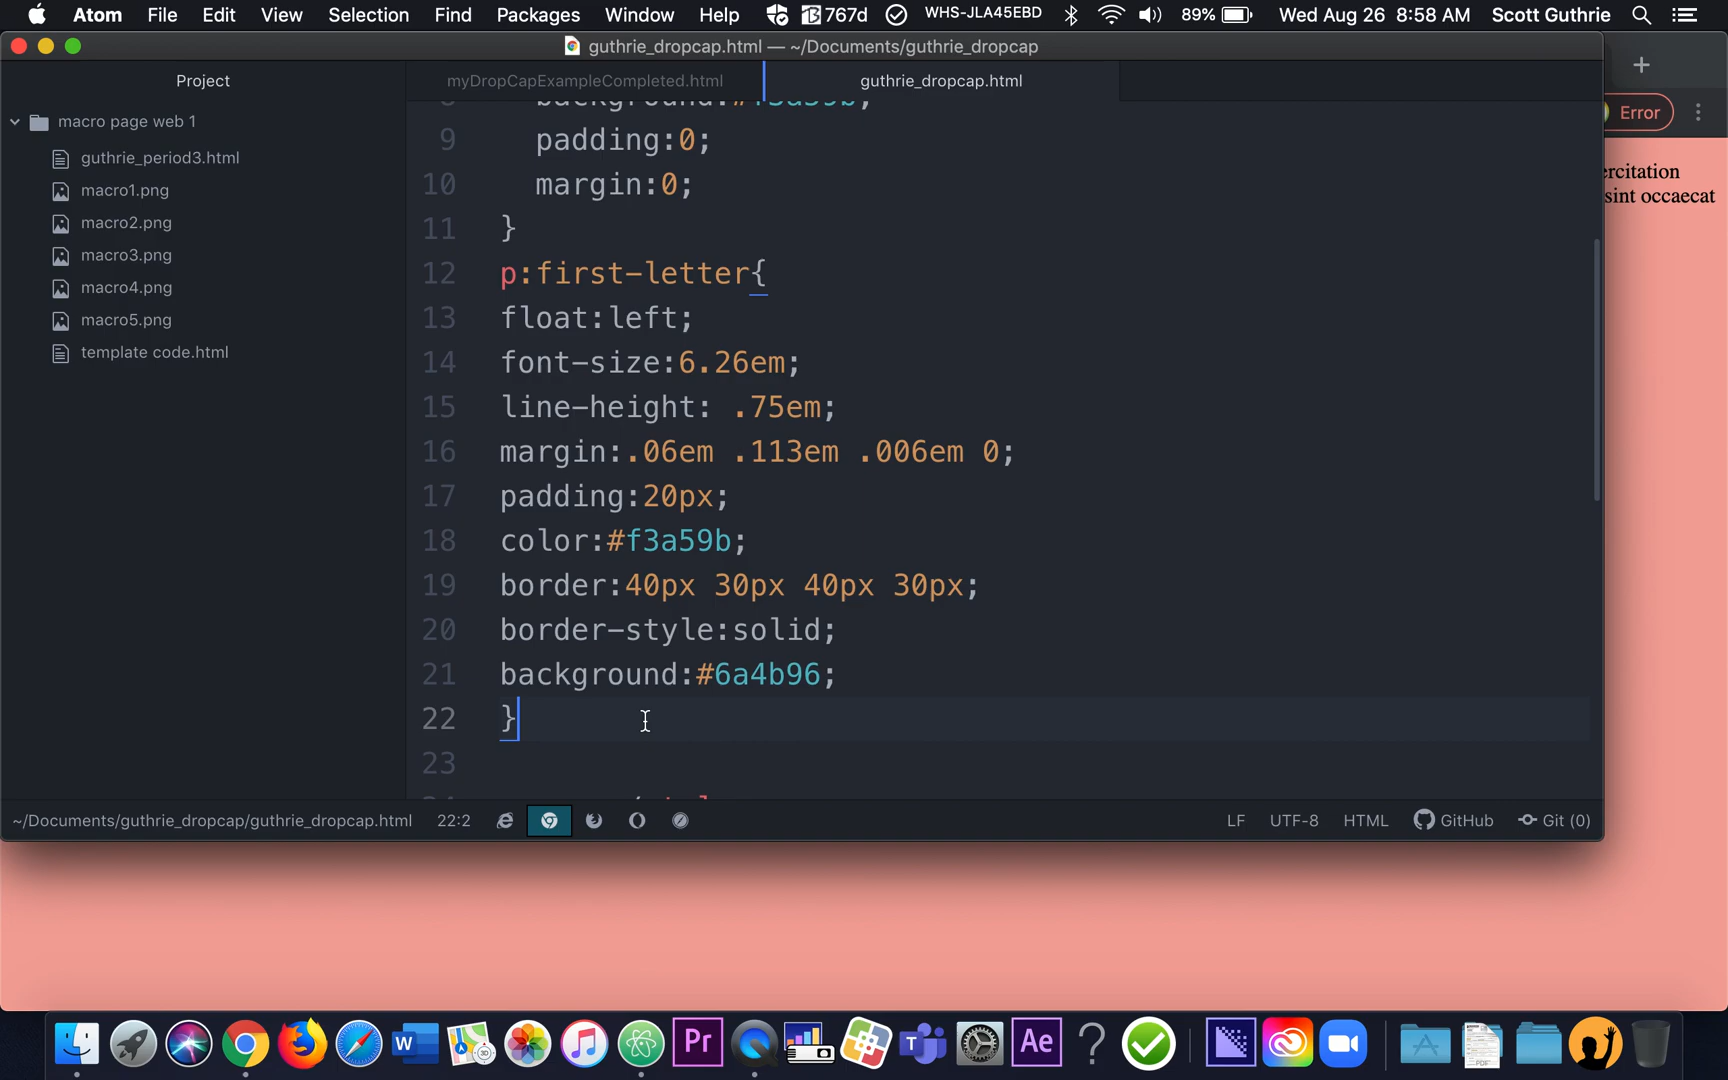 Atom File Edit View Selection Find Packages Window Help 767d WHS-JLA45EBD 89% Wed Aug 26 8:58 AM Scott Guthrie
guthrie_dropcap.html — ~/Documents/guthrie_dropcap
Project
myDropCapExampleCompleted.html guthrie_dropcap.html
Error
macro page web 1
guthrie_period3.html
macro1.png
macro2.png
macro3.png
macro4.png
macro5.png
template code.html
background:#f3a59b;
9 padding:0;
10 margin:0;
11 }
12 p:first-letter{
13 float:left;
14 font-size:6.26em;
15 line-height: .75em;
16 margin:.06em .113em .006em 0;
17 padding:20px;
18 color:#f3a59b;
19 border:40px 30px 40px 30px;
20 border-style:solid;
21 background:#6a4b96;
22 }
23
ercitation
sint occaecat
~/Documents/guthrie_dropcap/guthrie_dropcap.html 22:2 LF UTF-8 HTML GitHub Git (0)
W 3D Pr T Ae ?
PDF